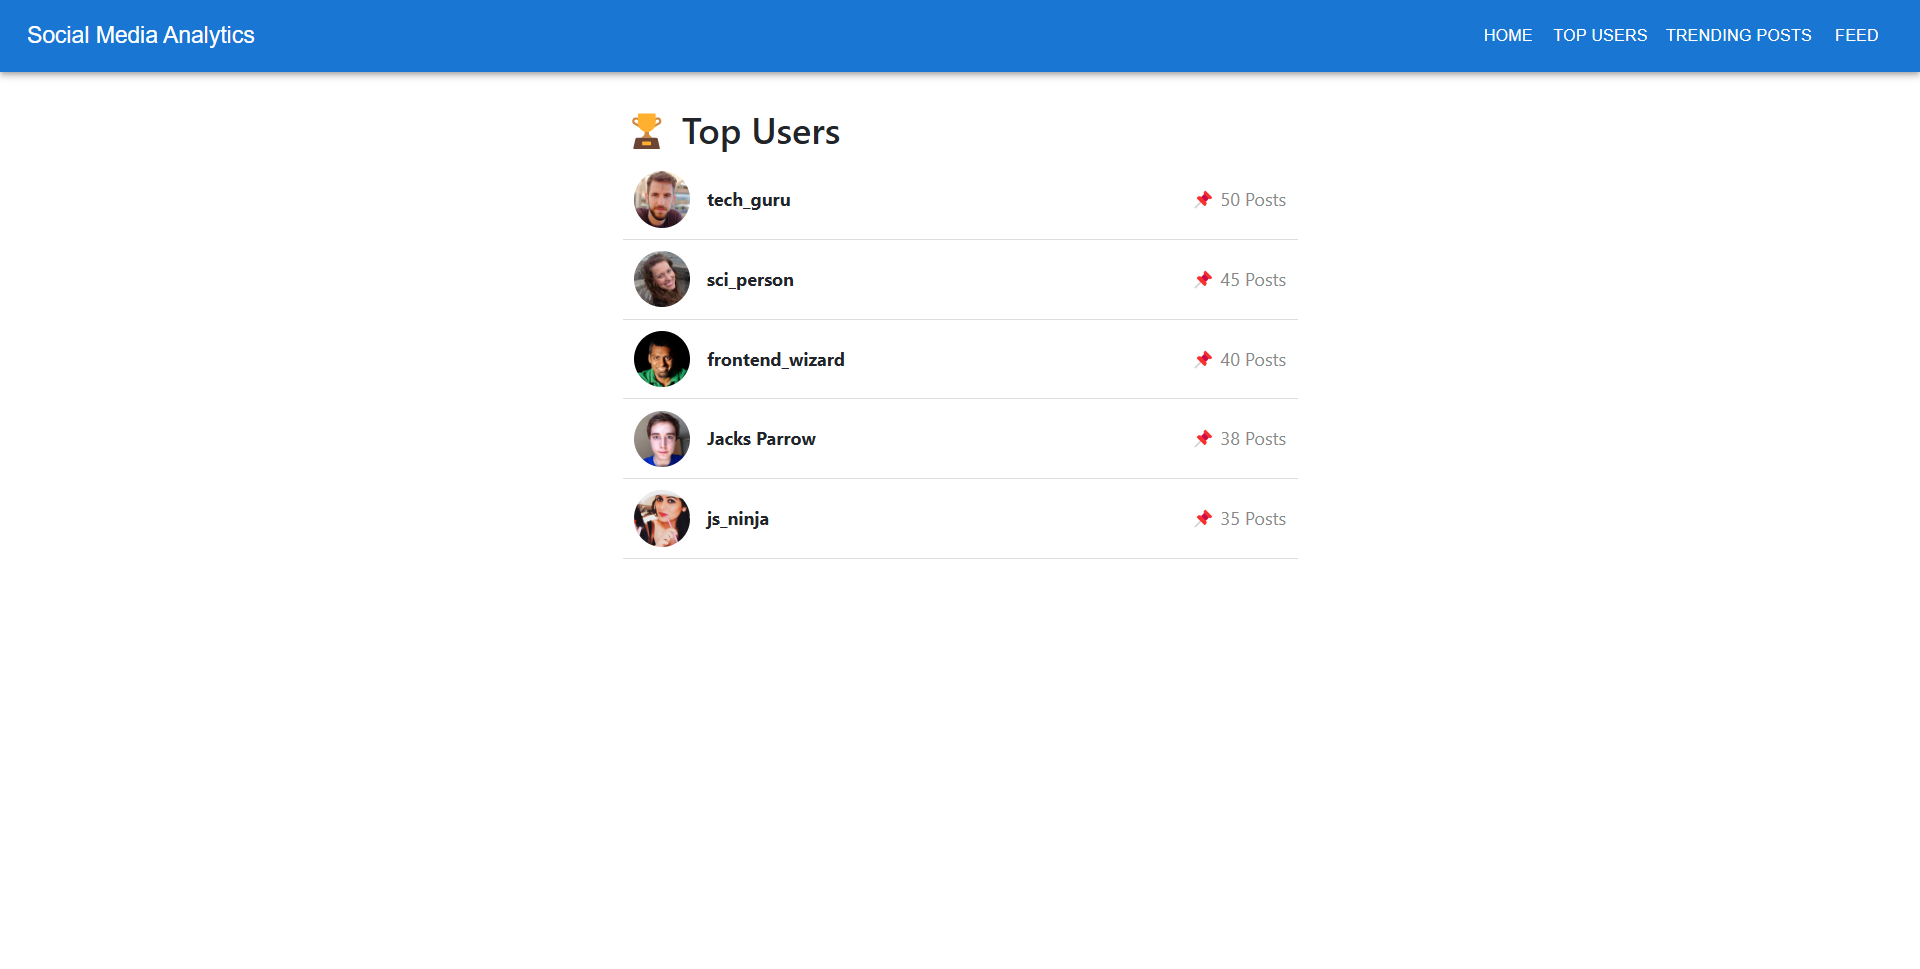 Social Media Analytics HOME TOP USERS TRENDING POSTS FEED
🏆 Top Users
tech_guru 📌 50 Posts
sci_person 📌 45 Posts
frontend_wizard 📌 40 Posts
Jacks Parrow 📌 38 Posts
js_ninja 📌 35 Posts